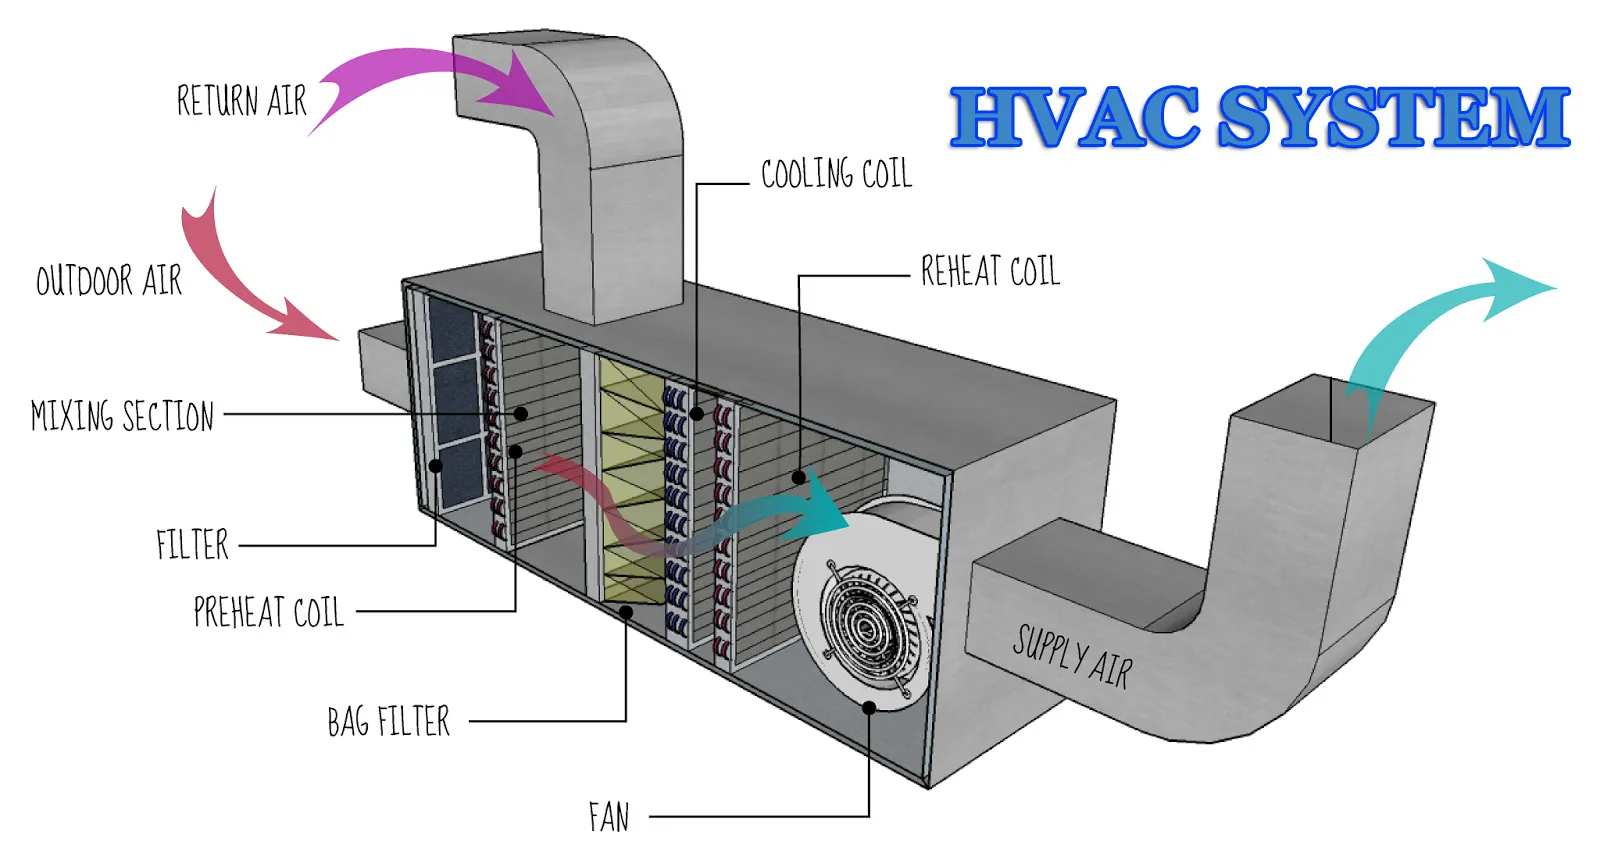 HVAC SYSTEM
RETURN AIR
COOLING COIL
OUTDOOR AIR
REHEAT COIL
MIXING SECTION
FILTER
PREHEAT COIL
SUPPLY AIR
BAG FILTER
FAN